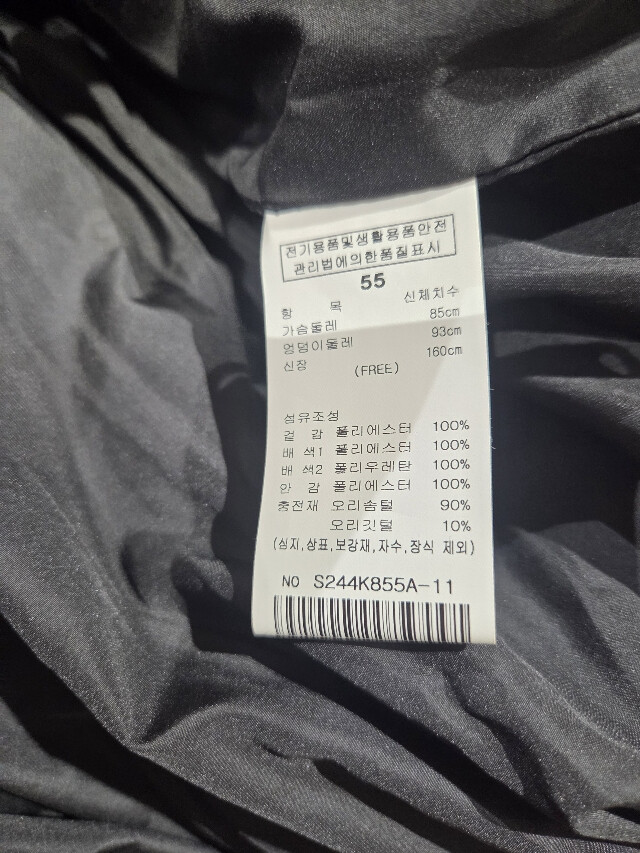 전기용품및생활용품안전
관리법에의한품질표시
55
항 목 신체치수
가슴둘레 85cm
엉덩이둘레 93cm
신장 160cm
(FREE)
섬유조성
겉 감 폴리에스터 100%
배 색1 폴리에스터 100%
배 색2 폴리우레탄 100%
안 감 폴리에스터 100%
충전재 오리솜털 90%
오리깃털 10%
(심지,상표,보강재,자수,장식 제외)
NO S244K855A-11